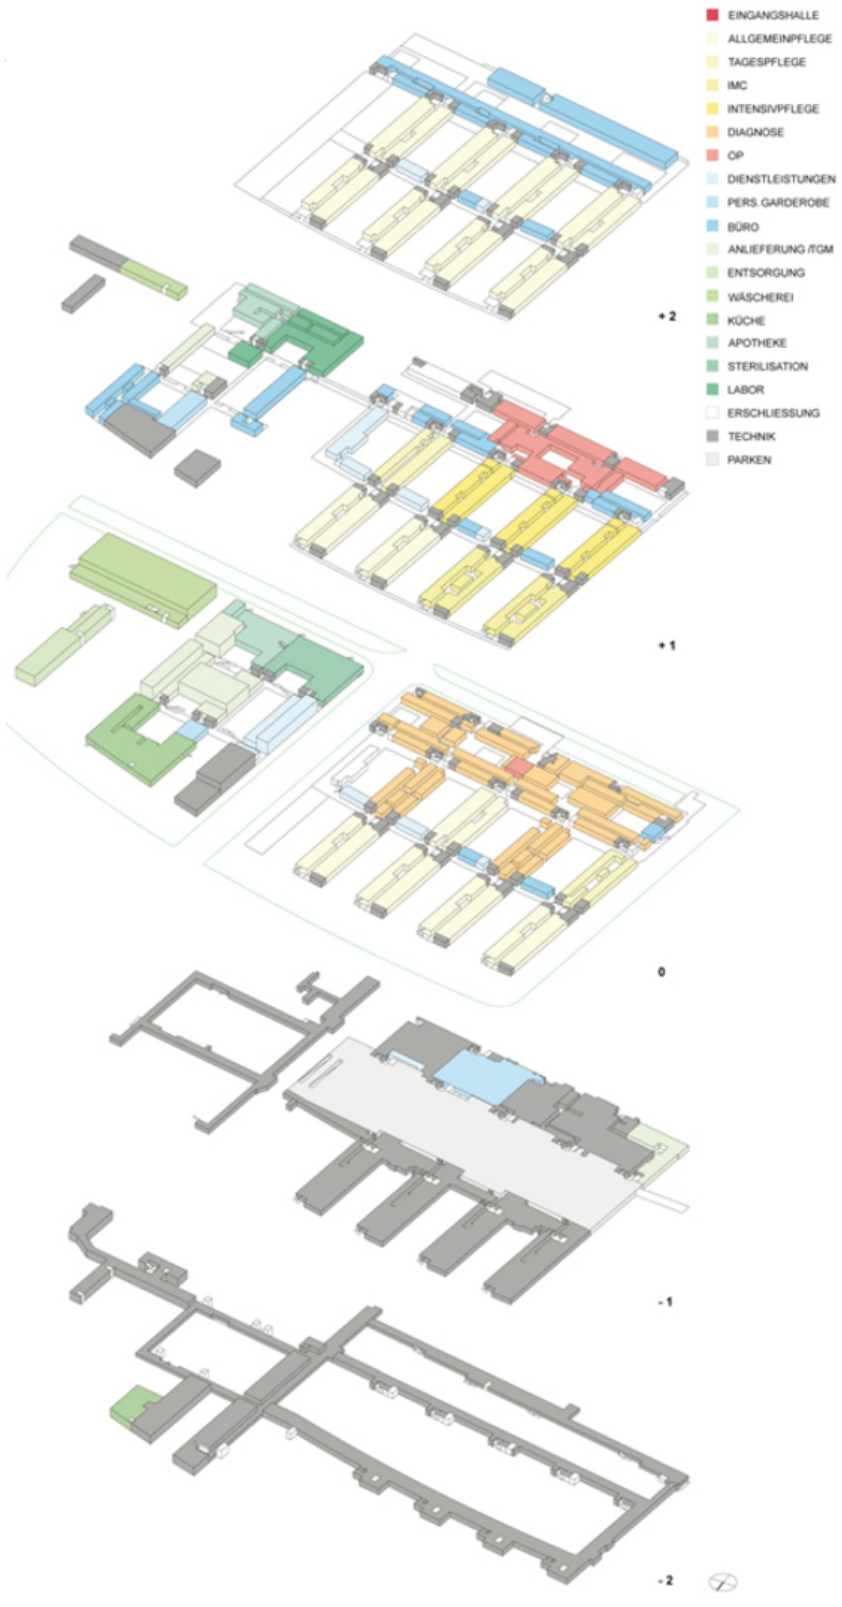 EINGANGSHALLE
ALLGEMEINPFLEGE
TAGESPFLEGE
IMC
INTENSIVPFLEGE
DIAGNOSE
OP
DIENSTLEISTUNGEN
PERS.GARDEROBE
BÜRO
ANLIEFERUNG /TGM
ENTSORGUNG
WÄSCHEREI
KÜCHE
APOTHEKE
STERILISATION
LABOR
ERSCHLIESSUNG
TECHNIK
PARKEN
+ 2
+ 1
0
- 1
- 2